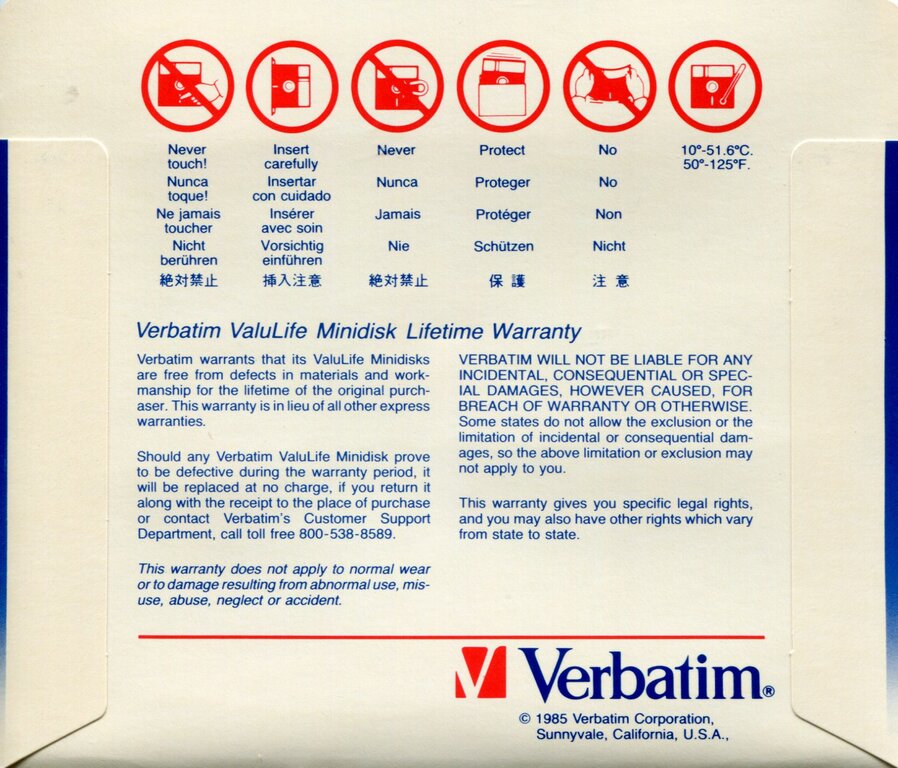 Never touch!
Insert carefully
Never
Protect
No
10°-51.6°C.
50°-125°F.
Nunca toque!
Insertar con cuidado
Nunca
Proteger
No
Ne jamais toucher
Insérer avec soin
Jamais
Protéger
Non
Nicht berühren
Vorsichtig einführen
Nie
Schützen
Nicht
絶対禁止
挿入注意
絶対禁止
保護
注意
Verbatim ValuLife Minidisk Lifetime Warranty
Verbatim warrants that its ValuLife Minidisks
are free from defects in materials and work-
manship for the lifetime of the original purch-
aser. This warranty is in lieu of all other express
warranties.
Should any Verbatim ValuLife Minidisk prove
to be defective during the warranty period, it
will be replaced at no charge, if you return it
along with the receipt to the place of purchase
or contact Verbatim's Customer Support
Department, call toll free 800-538-8589.
This warranty does not apply to normal wear
or to damage resulting from abnormal use, mis-
use, abuse, neglect or accident.
VERBATIM WILL NOT BE LIABLE FOR ANY
INCIDENTAL, CONSEQUENTIAL OR SPEC-
IAL DAMAGES, HOWEVER CAUSED, FOR
BREACH OF WARRANTY OR OTHERWISE.
Some states do not allow the exclusion or the
limitation of incidental or consequential dam-
ages, so the above limitation or exclusion may
not apply to you.
This warranty gives you specific legal rights,
and you may also have other rights which vary
from state to state.
Verbatim®
© 1985 Verbatim Corporation,
Sunnyvale, California, U.S.A.,